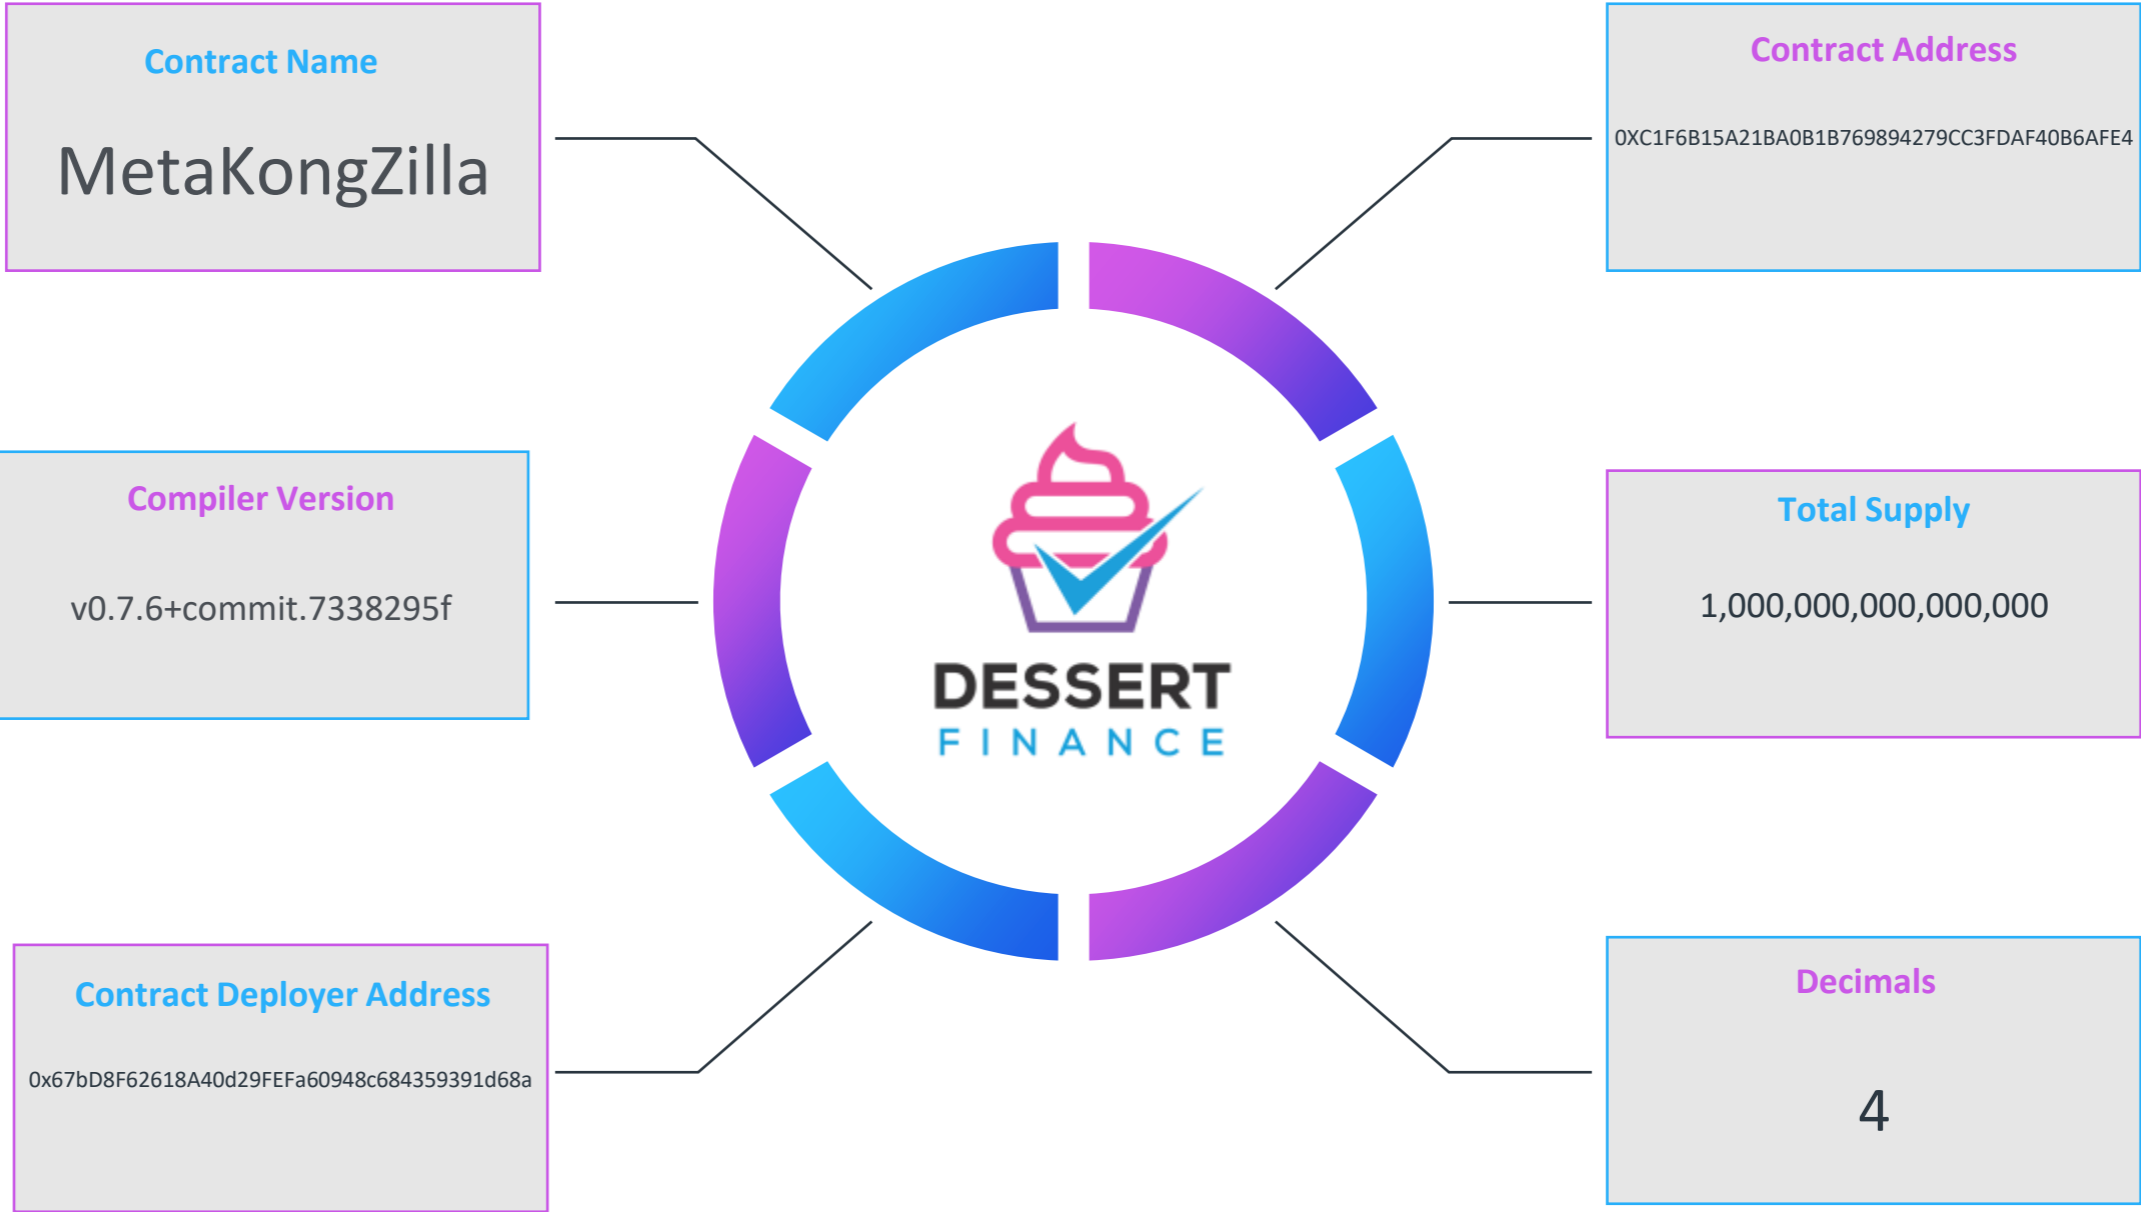 Contract Name
MetaKongZilla
Contract Address
0XC1F6B15A21BA0B1B769894279CC3FDAF40B6AFE4
Compiler Version
v0.7.6+commit.7338295f
DESSERT
FINANCE
Total Supply
1,000,000,000,000,000
Contract Deployer Address
0x67bD8F62618A40d29FEFa60948c684359391d68a
Decimals
4